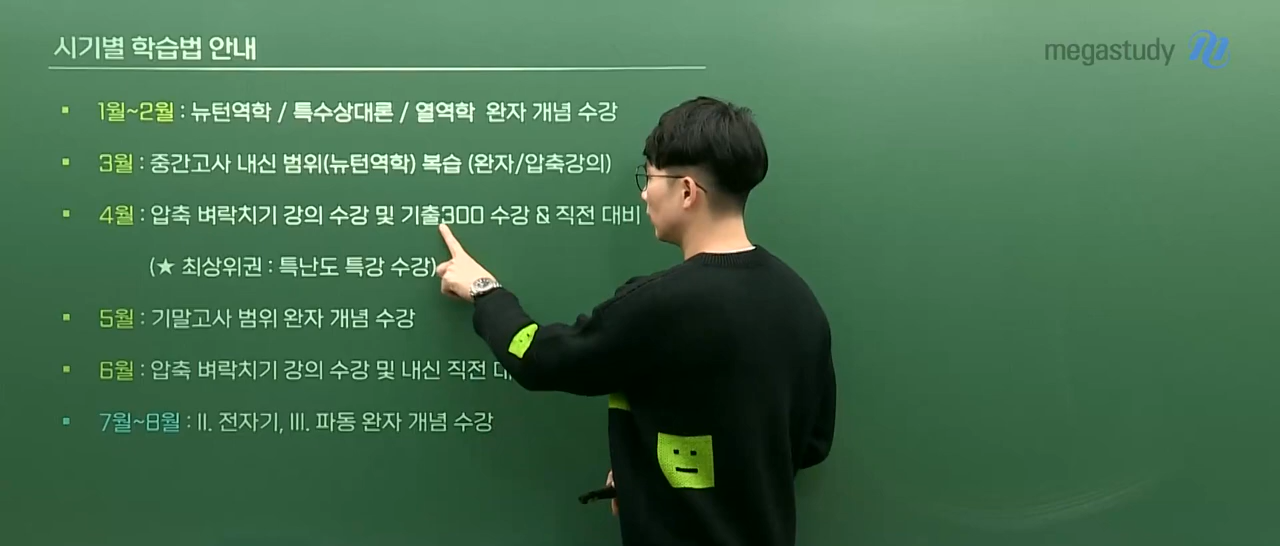 시기별 학습법 안내
megastudy
1월~2월 : 뉴턴역학 / 특수상대론 / 열역학 완자 개념 수강
3월 : 중간고사 내신 범위(뉴턴역학) 복습 (완자/압축강의)
4월 : 압축 벼락치기 강의 수강 및 기출300 수강 & 직전 대비
(★ 최상위권 : 특난도 특강 수강)
5월 : 기말고사 범위 완자 개념 수강
6월 : 압축 벼락치기 강의 수강 및 내신 직전
7월~8월 : II. 전자기, III. 파동 완자 개념 수강